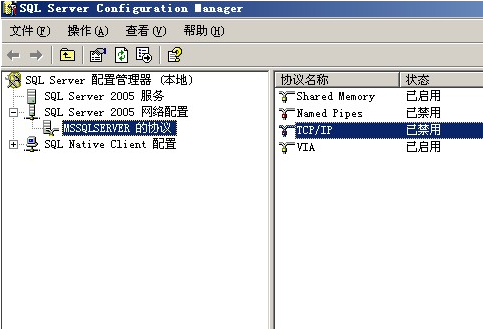 SQL Server Configuration Manager
文件(F) 操作(A) 查看(V) 帮助(H)
SQL Server 配置管理器 (本地)
SQL Server 2005 服务
SQL Server 2005 网络配置
MSSQLSERVER 的协议
SQL Native Client 配置
协议名称 状态
Shared Memory 已启用
Named Pipes 已禁用
TCP/IP 已禁用
VIA 已启用